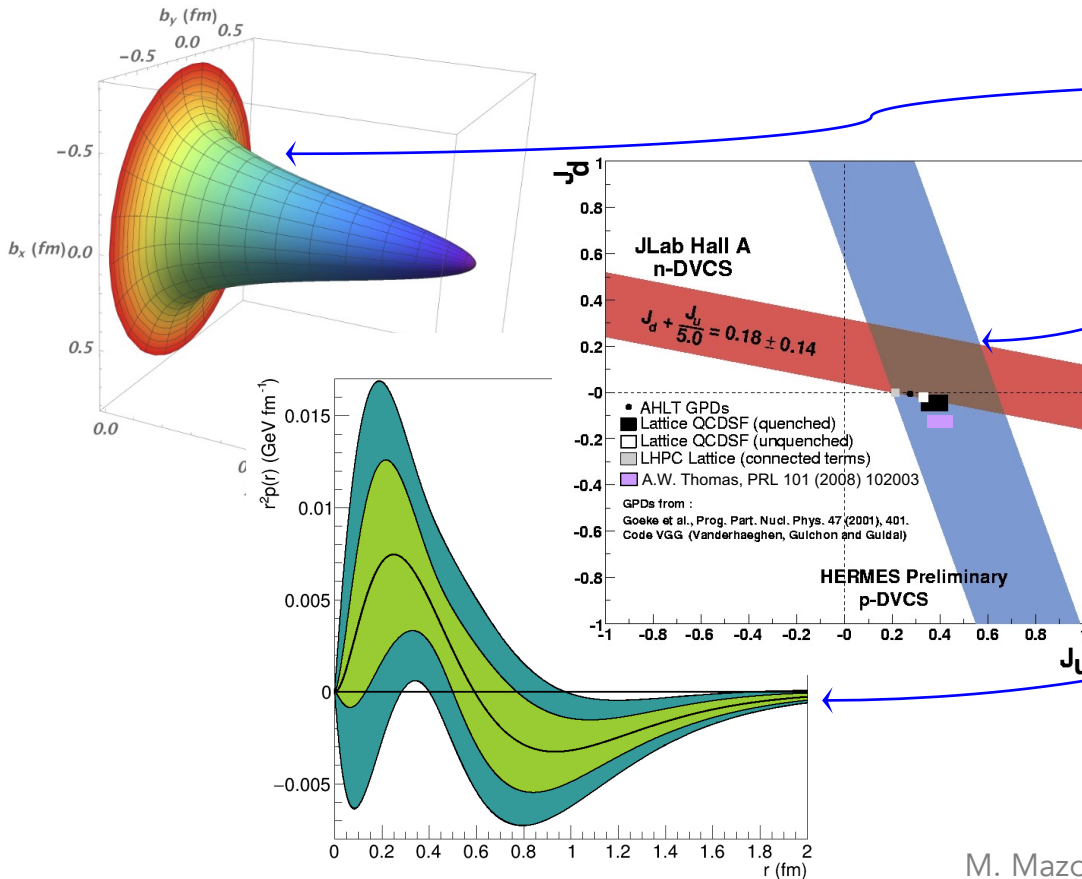 b_y (fm)
-0.5 0.0 0.5
-0.5
b_x (fm) 0.0
0.5
0.0
J_d
1
0.8
0.6
0.4
0.2
-0
-0.2
-0.4
-0.6
-0.8
-1
JLab Hall A
n-DVCS
J_d + J_u/5.0 = 0.18 ± 0.14
AHLT GPDs
Lattice QCDSF (quenched)
Lattice QCDSF (unquenched)
LHPC Lattice (connected terms)
A.W. Thomas, PRL 101 (2008) 102003
GPDs from :
Goeke et al., Prog. Part. Nucl. Phys. 47 (2001), 401.
Code VGG (Vanderhaeghen, Guichon and Guidal)
HERMES Preliminary
p-DVCS
-1 -0.8 -0.6 -0.4 -0.2 -0 0.2 0.4 0.6 0.8
J_u
r²p(r) (GeV fm⁻¹)
0.015
0.01
0.005
0
−0.005
0 0.2 0.4 0.6 0.8 1 1.2 1.4 1.6 1.8 2
r (fm)